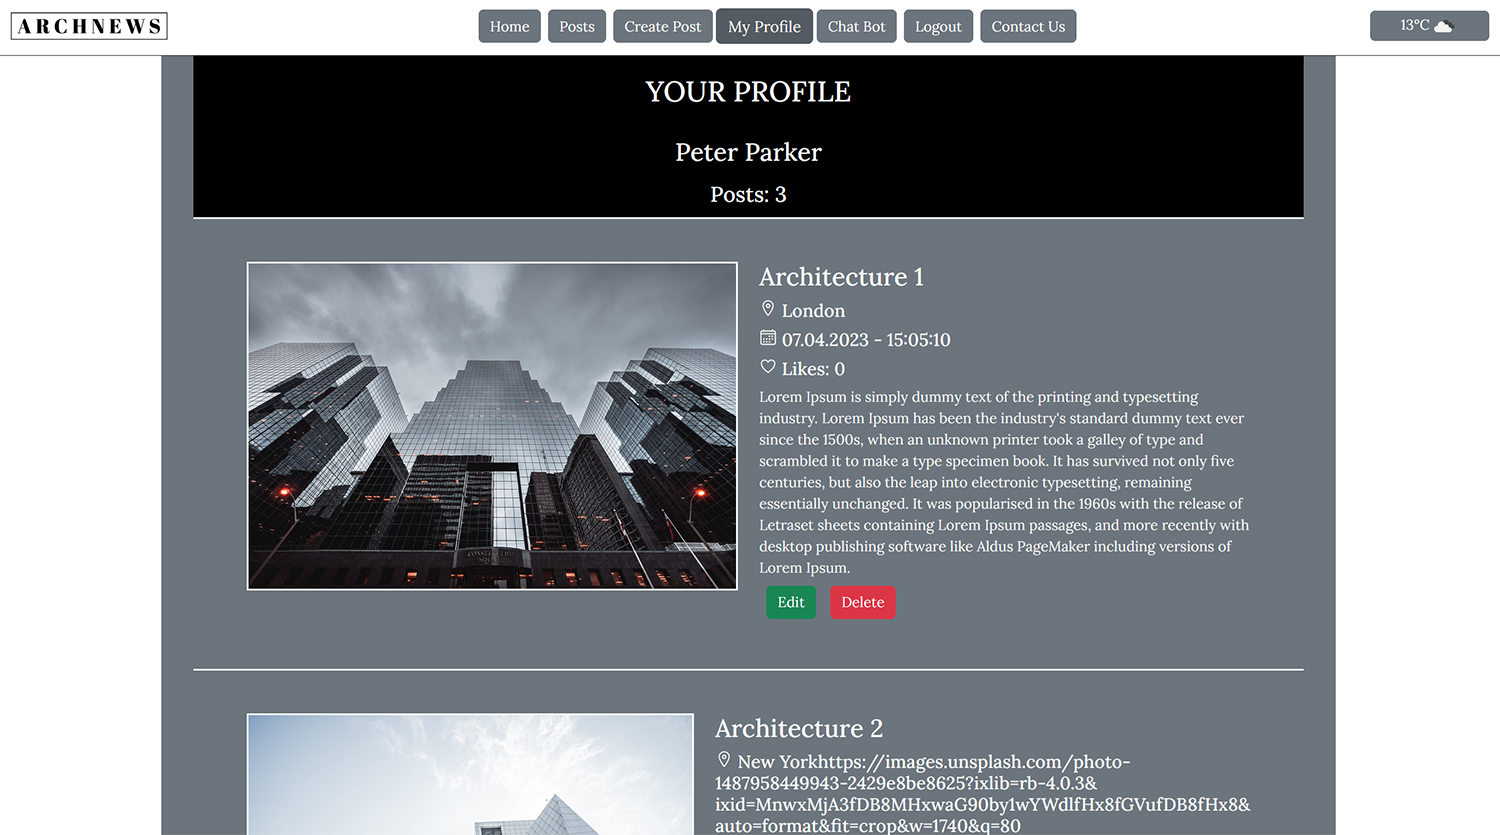 ARCHNEWS
Home
Posts
Create Post
My Profile
Chat Bot
Logout
Contact Us
13°C
YOUR PROFILE
Peter Parker
Posts: 3
Architecture 1
London
07.04.2023 - 15:05:10
Likes: 0
Lorem Ipsum is simply dummy text of the printing and typesetting
industry. Lorem Ipsum has been the industry's standard dummy text ever
since the 1500s, when an unknown printer took a galley of type and
scrambled it to make a type specimen book. It has survived not only five
centuries, but also the leap into electronic typesetting, remaining
essentially unchanged. It was popularised in the 1960s with the release of
Letraset sheets containing Lorem Ipsum passages, and more recently with
desktop publishing software like Aldus PageMaker including versions of
Lorem Ipsum.
Edit
Delete
Architecture 2
New Yorkhttps://images.unsplash.com/photo-
1487958449943-2429e8be8625?ixlib=rb-4.0.3&
ixid=MnwxMjA3fDB8MHxwaG90by1wYWdlfHx8fGVufDB8fHx8&
auto=format&fit=crop&w=1740&q=80